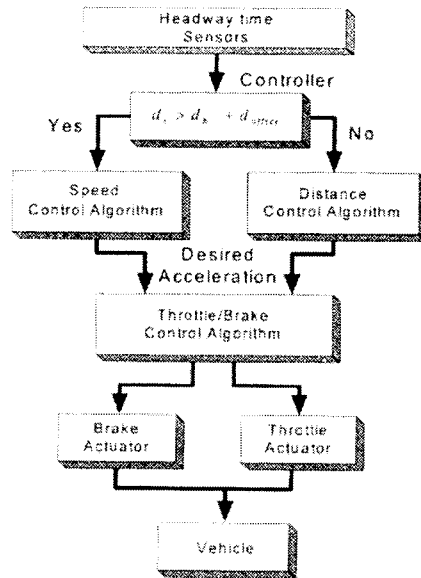 Headway time
Sensors
Controller
Yes
No
Speed
Control Algorithm
Distance
Control Algorithm
Desired
Acceleration
Throttle/Brake
Control Algorithm
Brake
Actuator
Throttle
Actuator
Vehicle